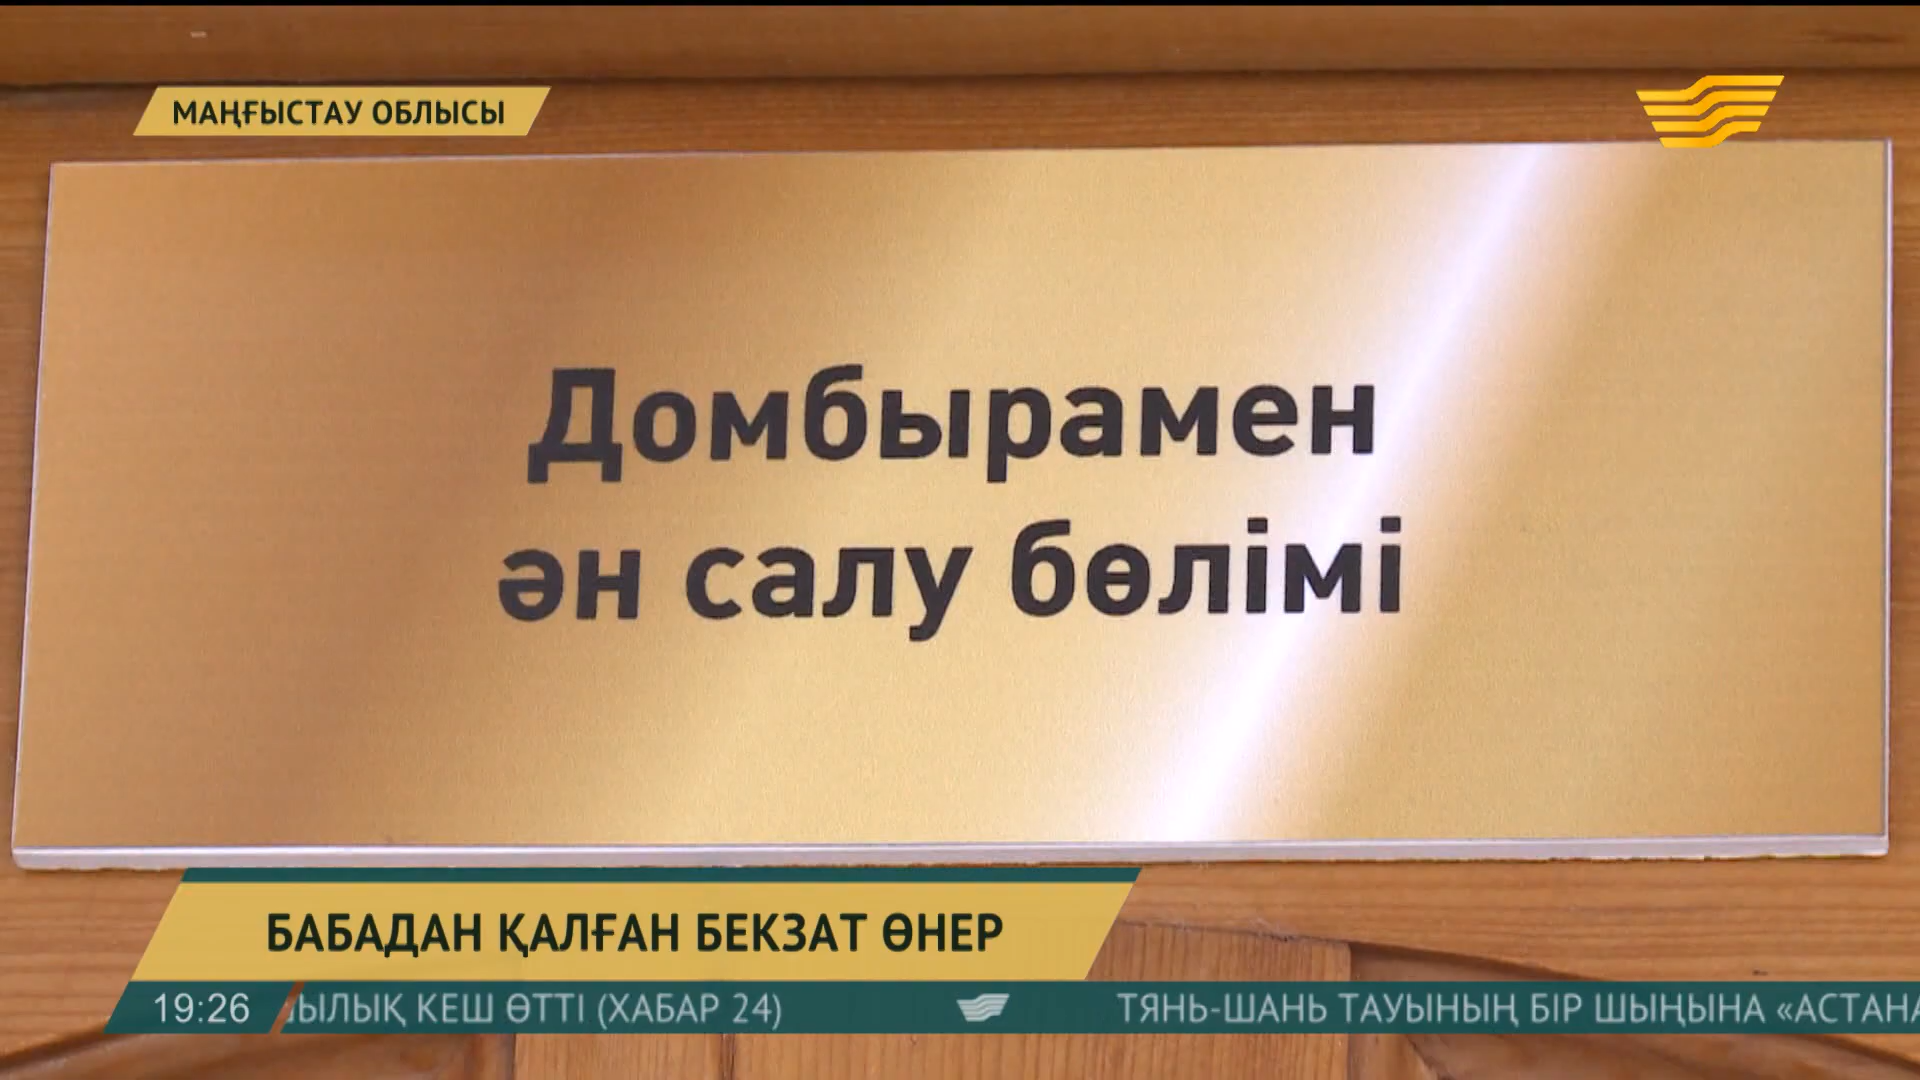 МАҢҒЫСТАУ ОБЛЫСЫ
Домбырамен
ән салу бөлімі
БАБАДАН ҚАЛҒАН БЕКЗАТ ӨНЕР
19:26
КЕШ ӨТТІ (ХАБАР 24) ТЯНЬ-ШАНЬ ТАУЫНЫҢ БІР ШЫҢЫНА «АСТАНА